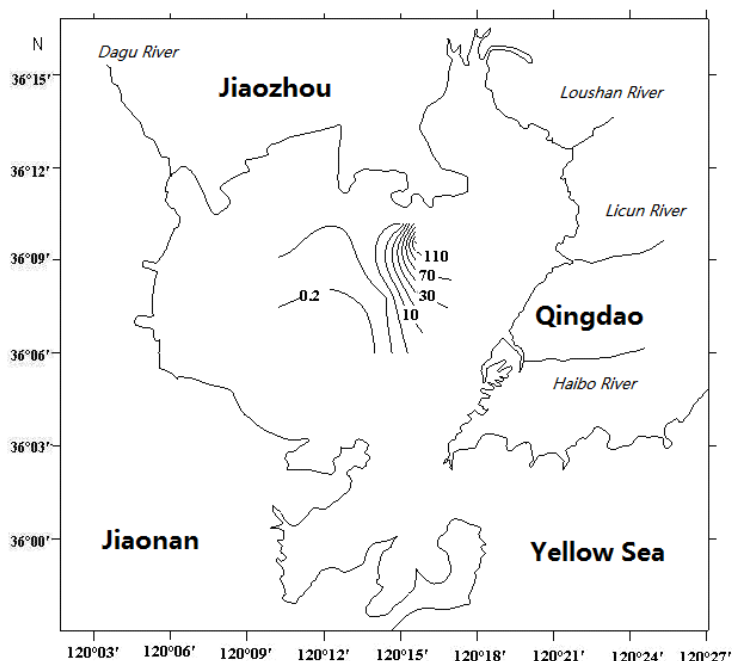 N
Dagu River
36°15′
Jiaozhou
Loushan River
36°12′
Licun River
36°09′
110
70
0.2
30
10
Qingdao
36°06′
Haibo River
36°03′
36°00′
Jiaonan
Yellow Sea
120°03′ 120°06′ 120°09′ 120°12′ 120°15′ 120°18′ 120°21′ 120°24′ 120°27′